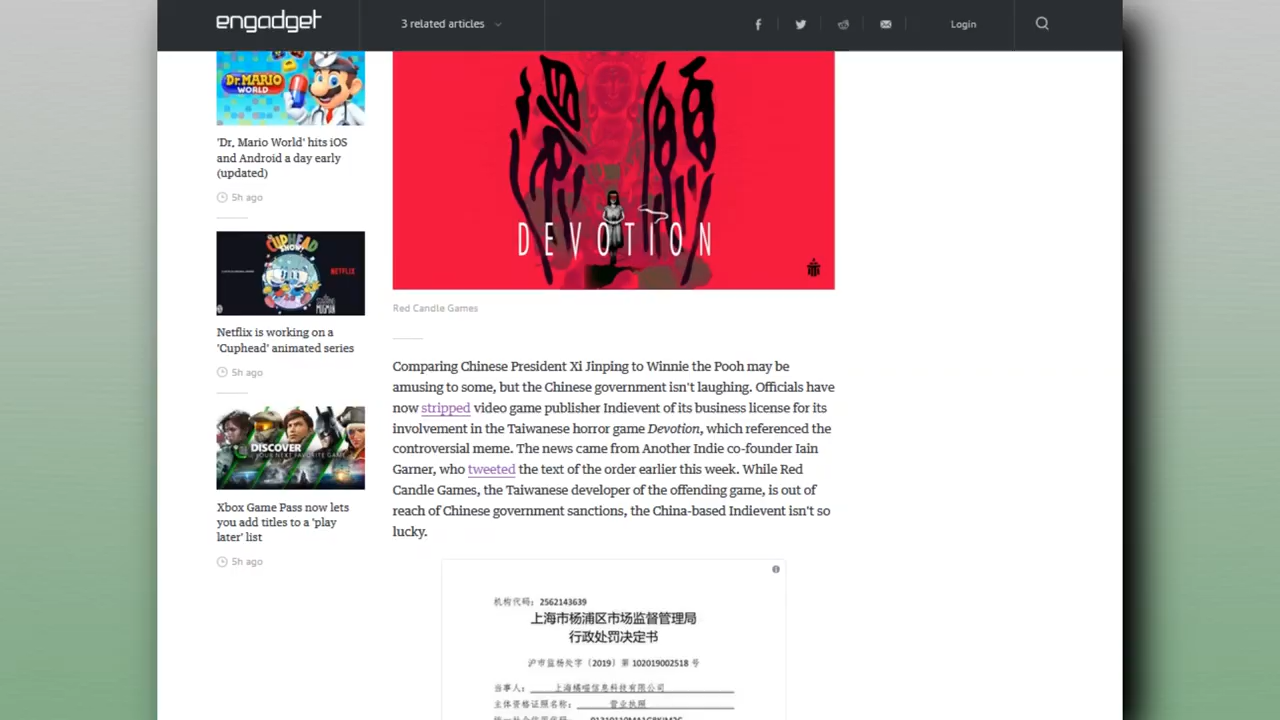 engadget
3 related articles
Login
Dr. MARIO
WORLD
'Dr. Mario World' hits iOS
and Android a day early
(updated)
5h ago
CUPHEAD
SHOW!
NETFLIX
Netflix is working on a
'Cuphead' animated series
5h ago
DISCOVER
YOUR NEXT FAVORITE GAME
Xbox Game Pass now lets
you add titles to a 'play
later' list
5h ago
還願
DEVOTION
Red Candle Games
Comparing Chinese President Xi Jinping to Winnie the Pooh may be
amusing to some, but the Chinese government isn't laughing. Officials have
now stripped video game publisher Indievent of its business license for its
involvement in the Taiwanese horror game Devotion, which referenced the
controversial meme. The news came from Another Indie co-founder Iain
Garner, who tweeted the text of the order earlier this week. While Red
Candle Games, the Taiwanese developer of the offending game, is out of
reach of Chinese government sanctions, the China-based Indievent isn't so
lucky.
机构代码: 2562143639
上海市杨浦区市场监督管理局
行政处罚决定书
沪市监杨处字〔2019〕第 102019002518 号
当事人: 上海橘喵信息科技有限公司
主体资格证照名称: 营业执照